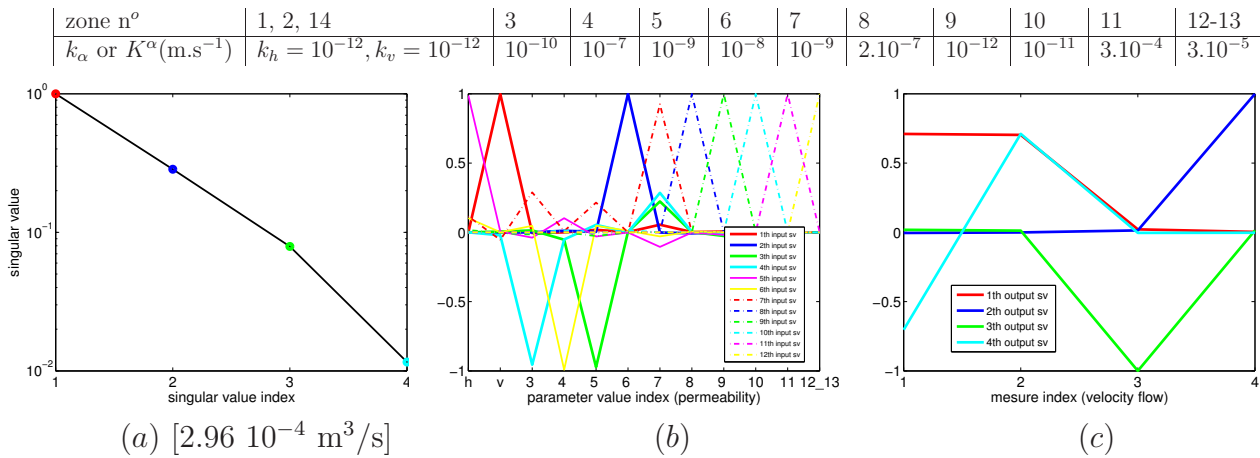 zone nº 1, 2, 14 3 4 5 6 7 8 9 10 11 12-13
kα or Kᵅ(m.s⁻¹) kₕ = 10⁻¹², kᵥ = 10⁻¹² 10⁻¹⁰ 10⁻⁷ 10⁻⁹ 10⁻⁸ 10⁻⁹ 2.10⁻⁷ 10⁻¹² 10⁻¹¹ 3.10⁻⁴ 3.10⁻⁵
10⁰
10⁻¹
10⁻²
singular value
1 2 3 4
singular value index
(a) [2.96 10⁻⁴ m³/s]
1
0.5
0
−0.5
−1
1th input sv
2th input sv
3th input sv
4th input sv
5th input sv
6th input sv
7th input sv
8th input sv
9th input sv
10th input sv
11th input sv
12th input sv
h v 3 4 5 6 7 8 9 10 11 12_13
parameter value index (permeability)
(b)
1
0.5
0
−0.5
−1
1th output sv
2th output sv
3th output sv
4th output sv
1 2 3 4
mesure index (velocity flow)
(c)